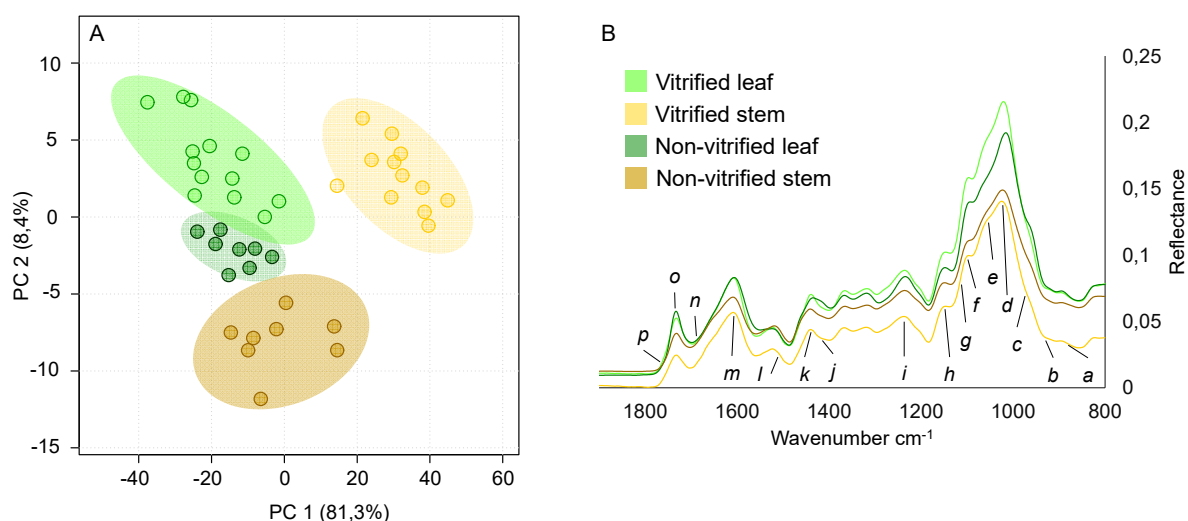 A
10
5
0
-5
-10
-15
PC 2 (8,4%)
-40
-20
0
20
40
60
PC 1 (81,3%)
B
Vitrified leaf
Vitrified stem
Non-vitrified leaf
Non-vitrified stem
0,25
0,2
0,15
0,1
0,05
0
Reflectance
p
o
n
m
l
k
j
i
h
g
f
e
d
c
b
a
1800
1600
1400
1200
1000
800
Wavenumber cm⁻¹